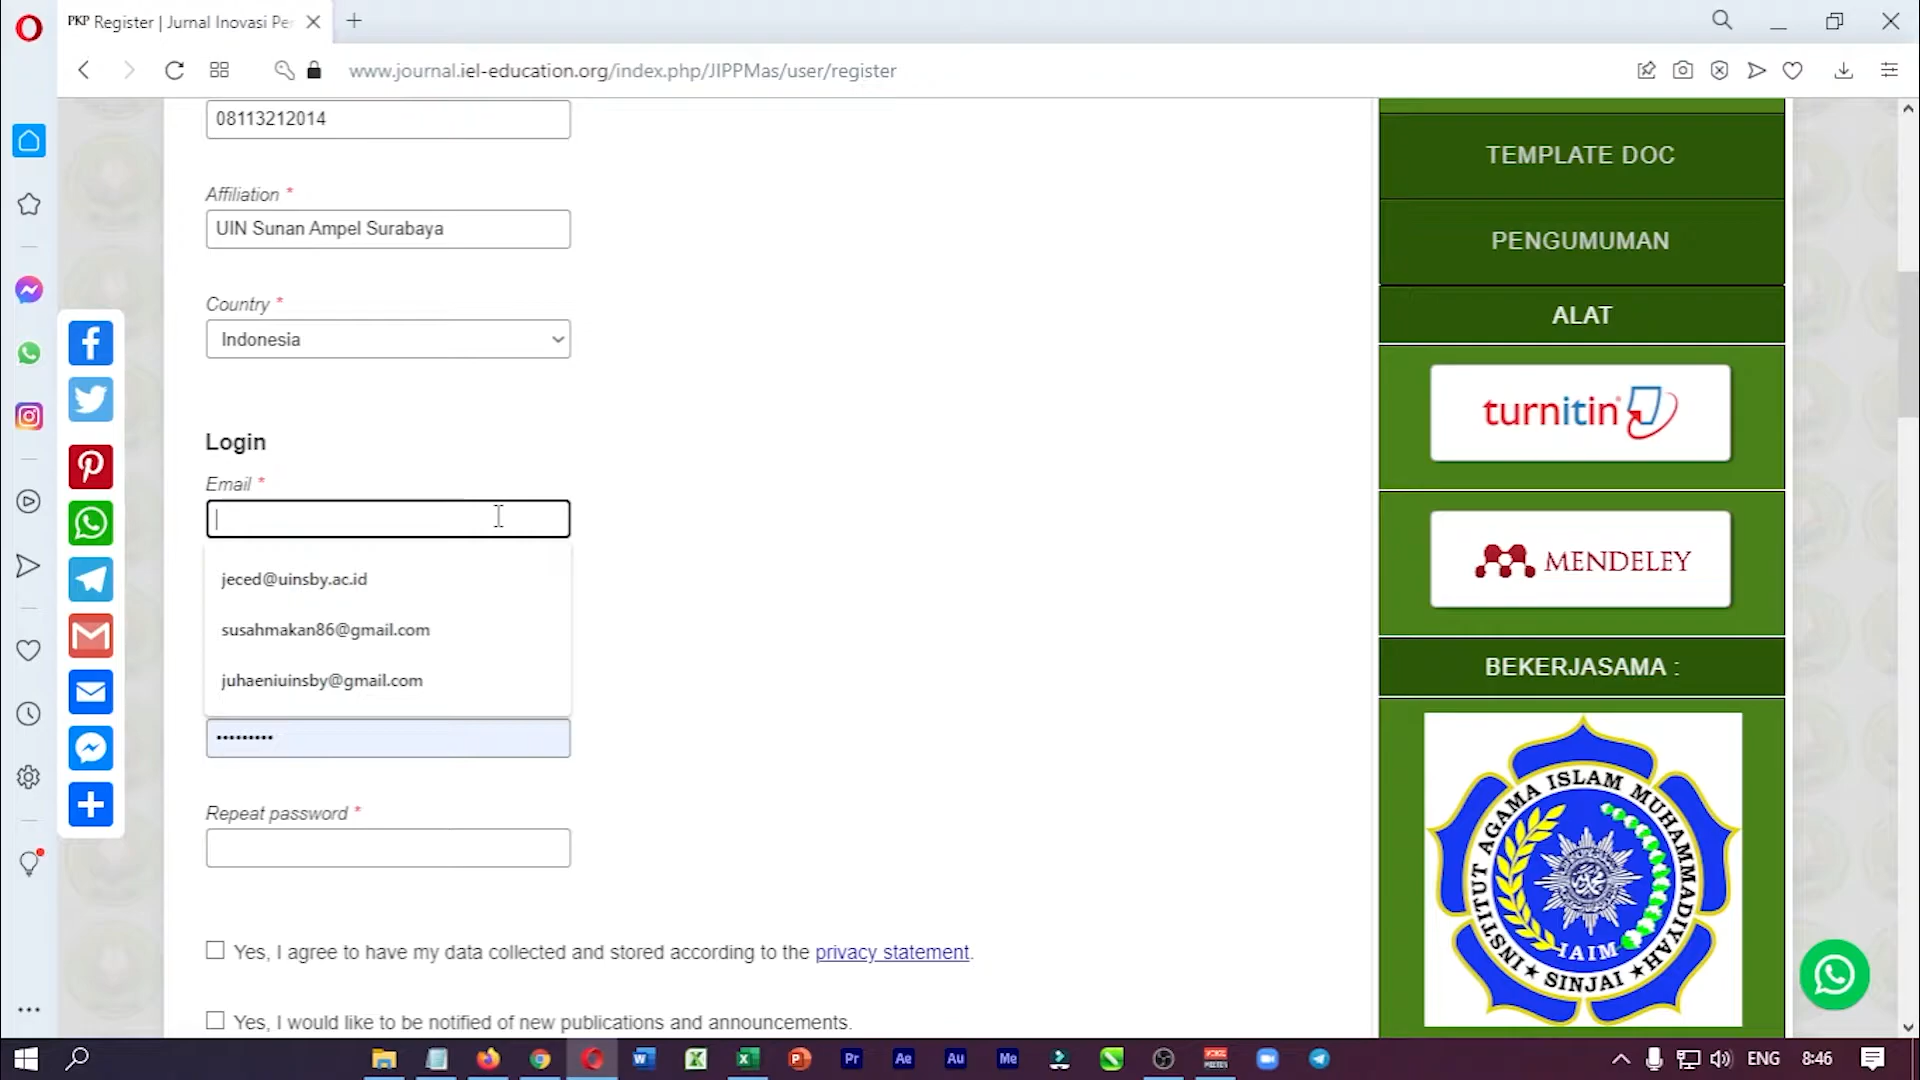 PKP Register | Jurnal Inovasi Pe
www.journal.iel-education.org/index.php/JIPPMas/user/register
08113212014
Affiliation *
UIN Sunan Ampel Surabaya
Country *
Indonesia
Login
Email *
jeced@uinsby.ac.id
susahmakan86@gmail.com
juhaeniuinsby@gmail.com
•••••••••
Repeat password *
Yes, I agree to have my data collected and stored according to the privacy statement.
Yes, I would like to be notified of new publications and announcements.
TEMPLATE DOC
PENGUMUMAN
ALAT
turnitin
MENDELEY
BEKERJASAMA :
INSTITUT AGAMA ISLAM MUHAMMADIYAH
IAIM
SINJAI
Pr
Ae
Au
Me
ENG
8:46